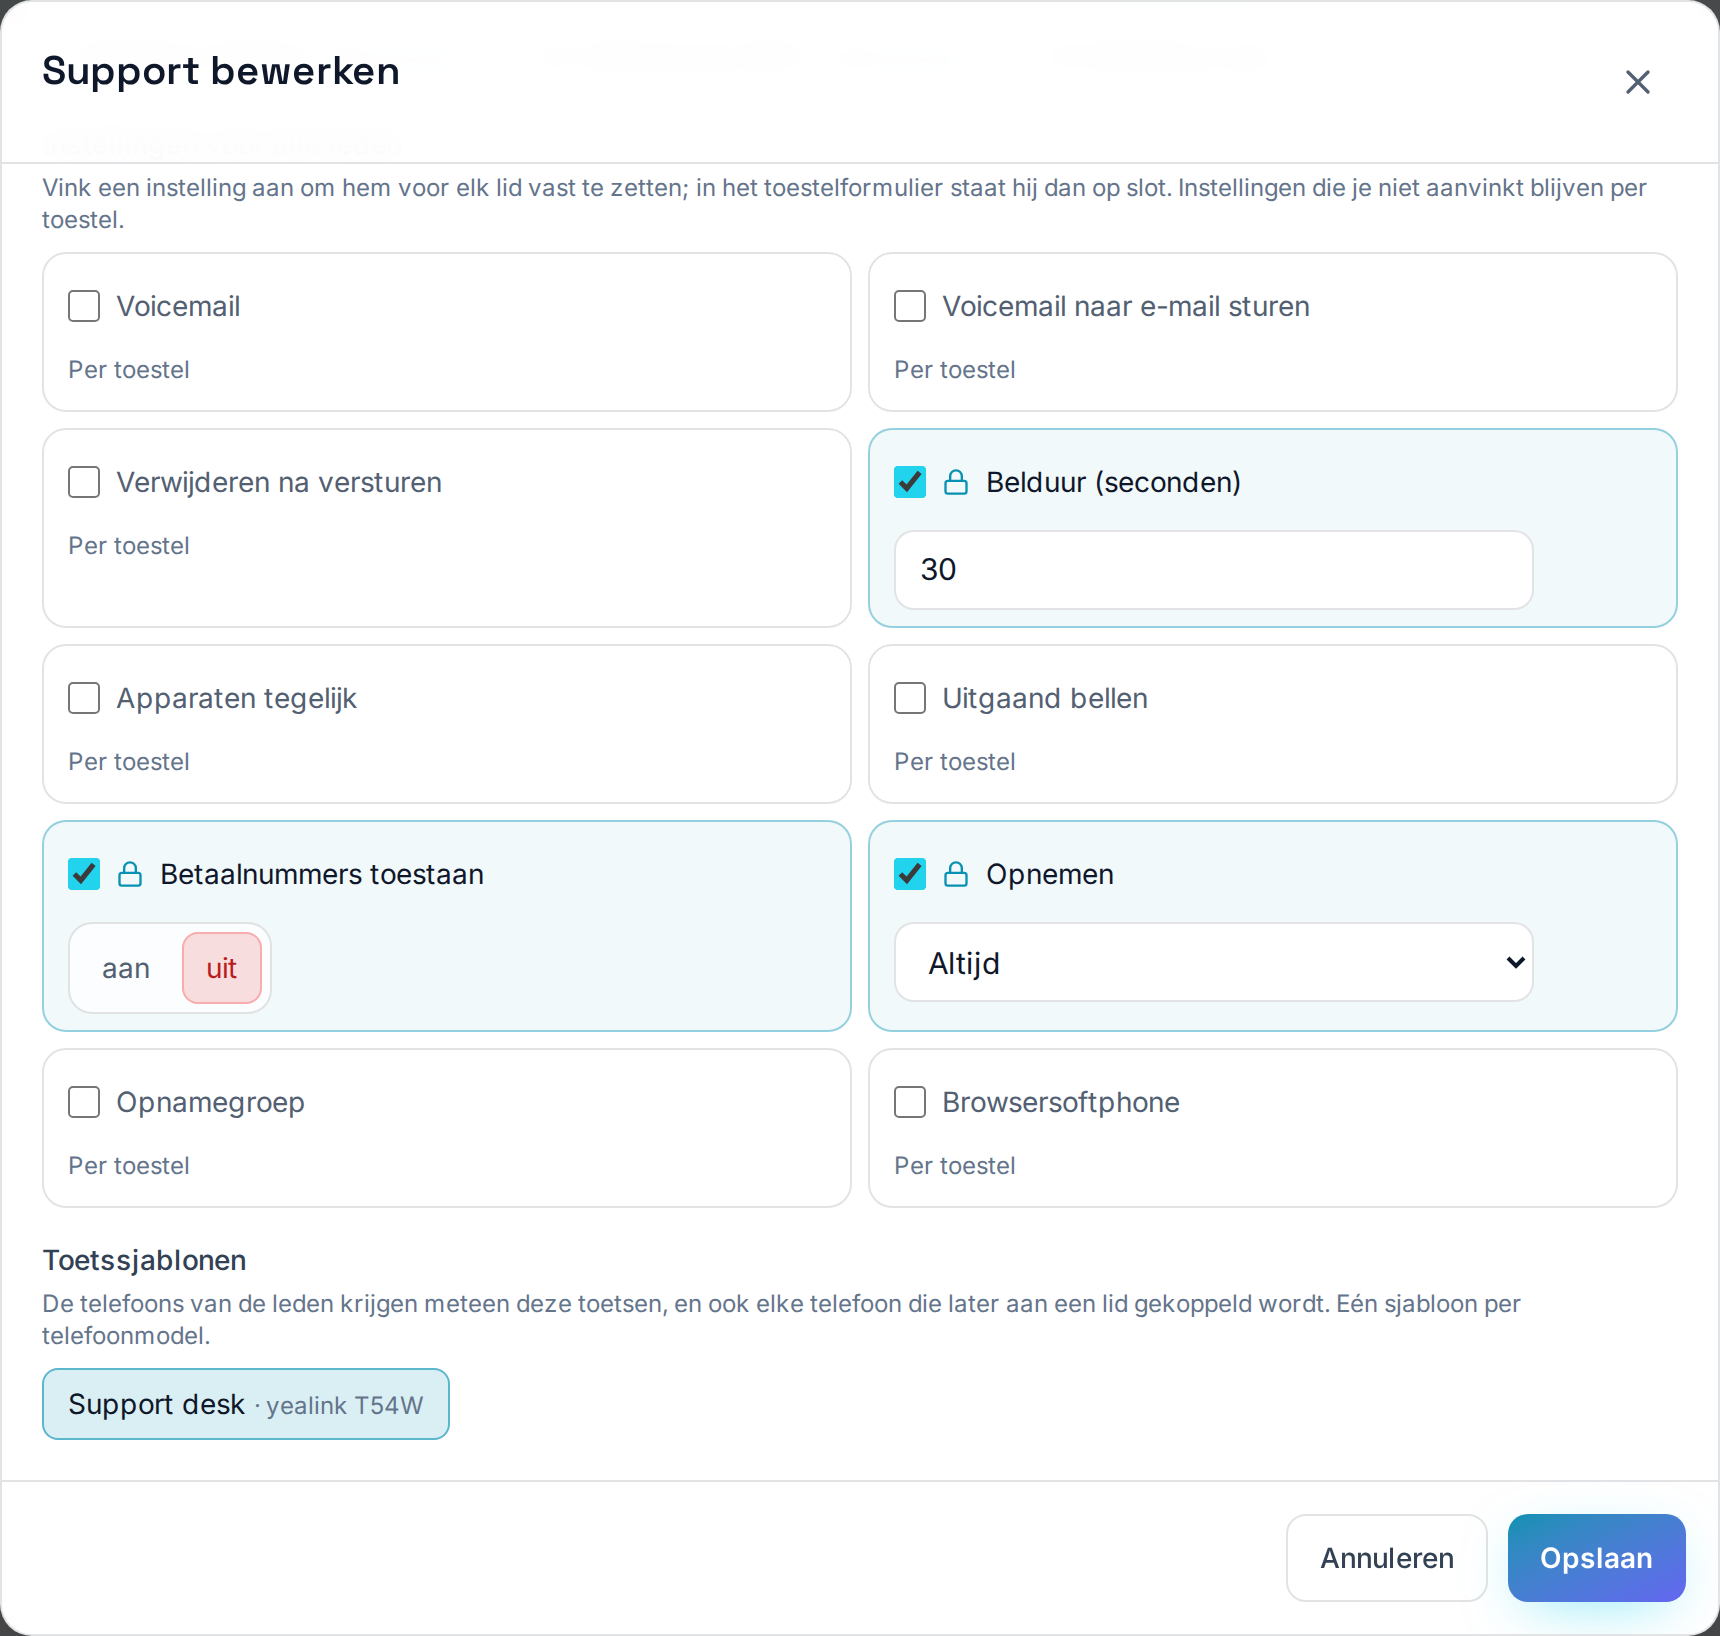 Support bewerken
Vink een instelling aan om hem voor elk lid vast te zetten; in het toestelformulier staat hij dan op slot. Instellingen die je niet aanvinkt blijven per
toestel.
Voicemail
Per toestel
Voicemail naar e-mail sturen
Per toestel
Verwijderen na versturen
Per toestel
Belduur (seconden)
30
Apparaten tegelijk
Per toestel
Uitgaand bellen
Per toestel
Betaalnummers toestaan
aan uit
Opnemen
Altijd
Opnamegroep
Per toestel
Browsersoftphone
Per toestel
Toetssjablonen
De telefoons van de leden krijgen meteen deze toetsen, en ook elke telefoon die later aan een lid gekoppeld wordt. Eén sjabloon per
telefoonmodel.
Support desk · yealink T54W
Annuleren Opslaan